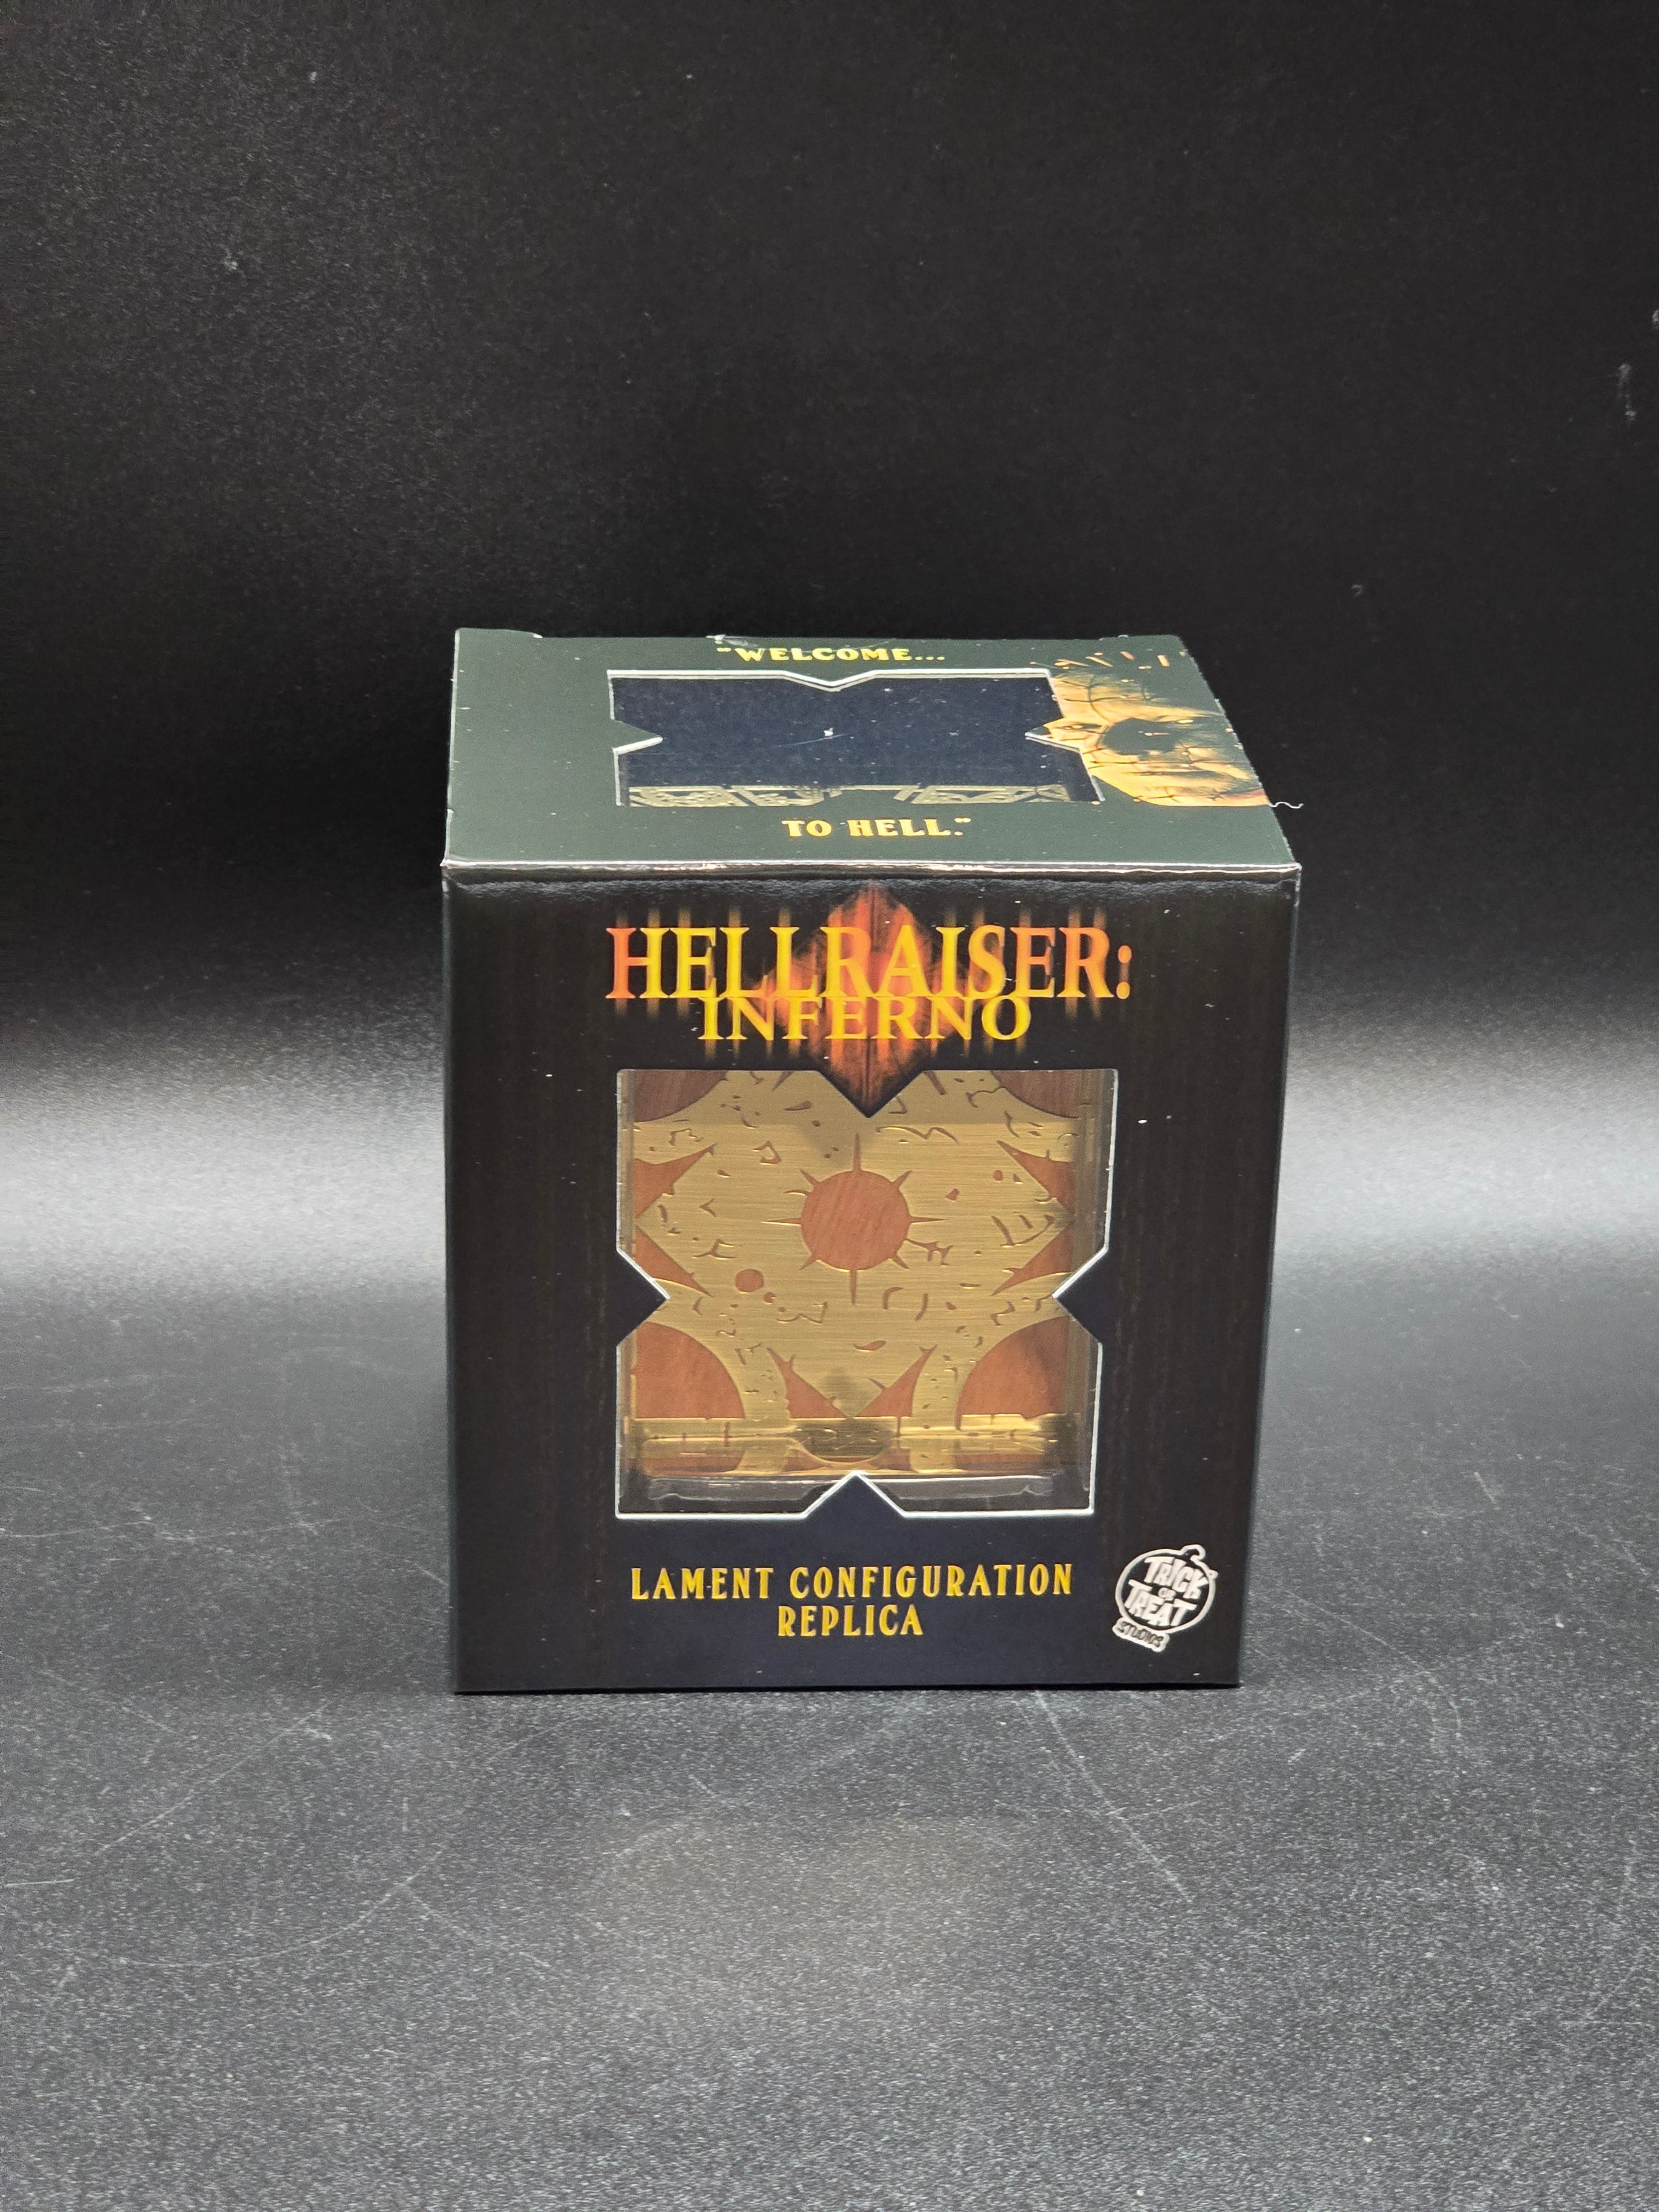 "WELCOME...
TO HELL."
HELLRAISER:
INFERNO
LAMENT CONFIGURATION
REPLICA
TRICK
OR
TREAT
STUDIOS